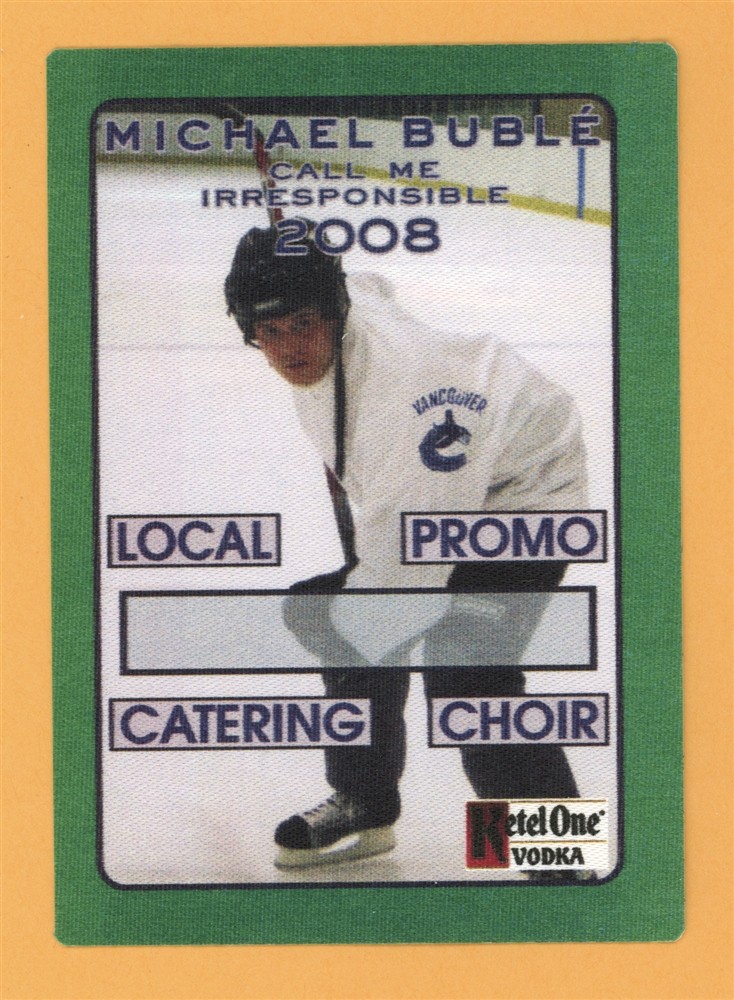 MICHAEL BUBLÉ
CALL ME
IRRESPONSIBLE
2008
VANCOUVER
LOCAL PROMO
CATERING CHOIR
Ketel One®
VODKA